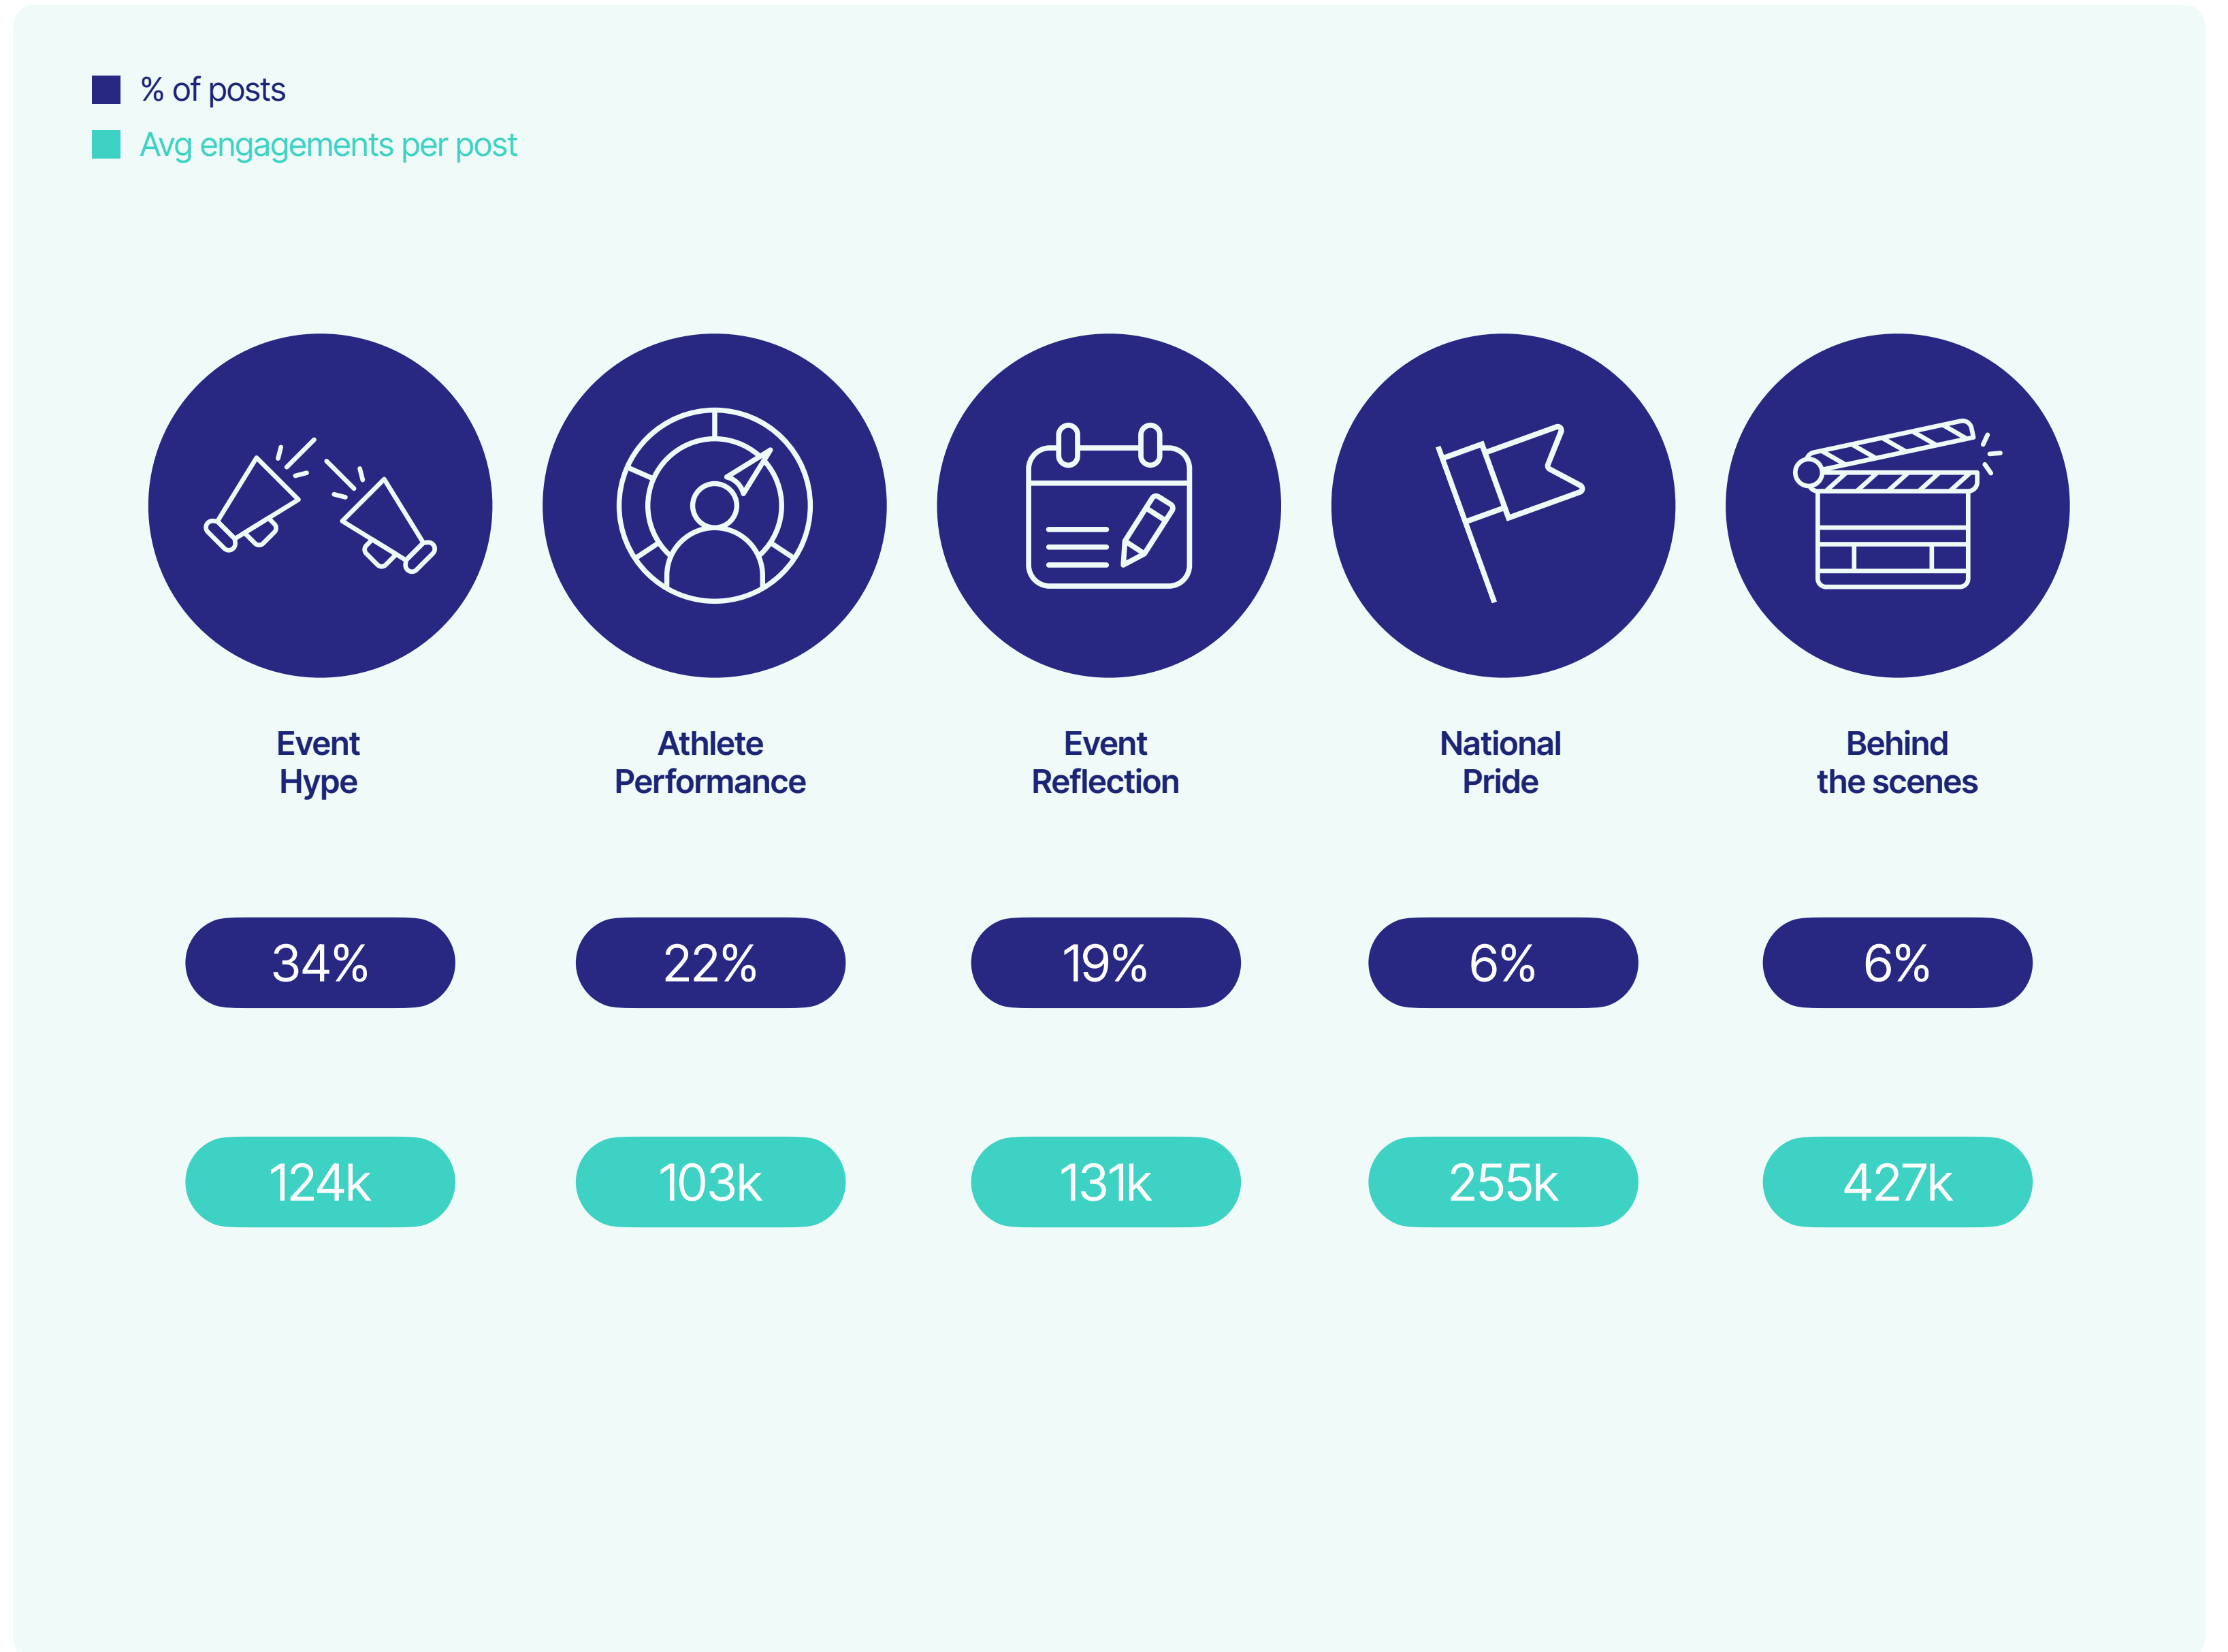 % of posts
Avg engagements per post
Event
Hype
Athlete
Performance
Event
Reflection
National
Pride
Behind
the scenes
34%
22%
19%
6%
6%
124k
103k
131k
255k
427k